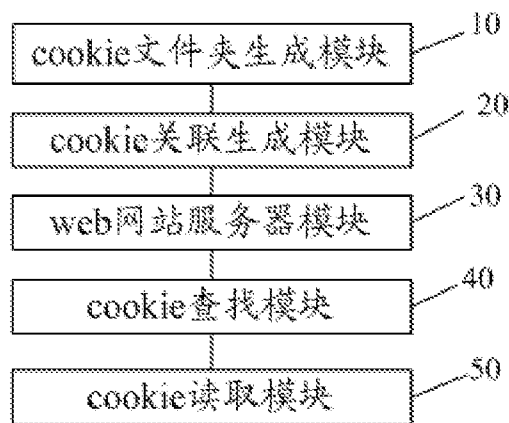 10
cookie文件夹生成模块
20
cookie关联生成模块
30
web网站服务器模块
40
cookie查找模块
50
cookie读取模块